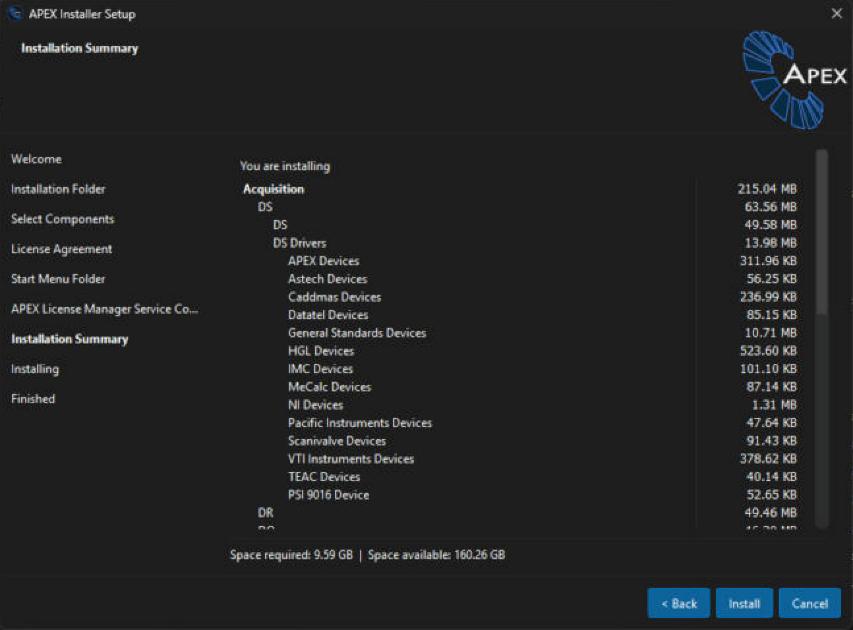 APEX Installer Setup
Installation Summary
APEX
Welcome
Installation Folder
Select Components
License Agreement
Start Menu Folder
APEX License Manager Service Co...
Installation Summary
Installing
Finished
You are installing
Acquisition 215.04 MB
DS 63.56 MB
DS 49.58 MB
DS Drivers 13.98 MB
APEX Devices 311.96 KB
Astech Devices 56.25 KB
Caddmas Devices 236.99 KB
Datatel Devices 85.15 KB
General Standards Devices 10.71 MB
HGL Devices 523.60 KB
IMC Devices 101.10 KB
MeCalc Devices 87.14 KB
NI Devices 1.31 MB
Pacific Instruments Devices 47.64 KB
Scanivalve Devices 91.43 KB
VTI Instruments Devices 378.62 KB
TEAC Devices 40.14 KB
PSI 9016 Device 52.65 KB
DR 49.46 MB
Space required: 9.59 GB | Space available: 160.26 GB
< Back Install Cancel